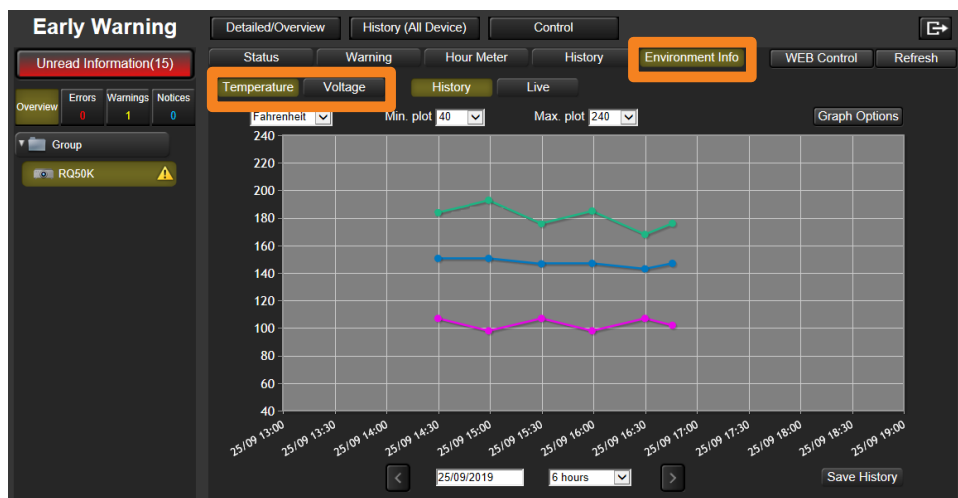 Early Warning
Detailed/Overview History (All Device) Control
Unread Information(15)
Status Warning Hour Meter History Environment Info WEB Control Refresh
Overview Errors 0 Warnings 1 Notices 0
Temperature Voltage History Live
Group
RQ50K
Fahrenheit Min. plot 40 Max. plot 240 Graph Options
240
220
200
180
160
140
120
100
80
60
40
25/09 13:00 25/09 13:30 25/09 14:00 25/09 14:30 25/09 15:00 25/09 15:30 25/09 16:00 25/09 16:30 25/09 17:00 25/09 17:30 25/09 18:00 25/09 18:30 25/09 19:00
< 25/09/2019 6 hours > Save History